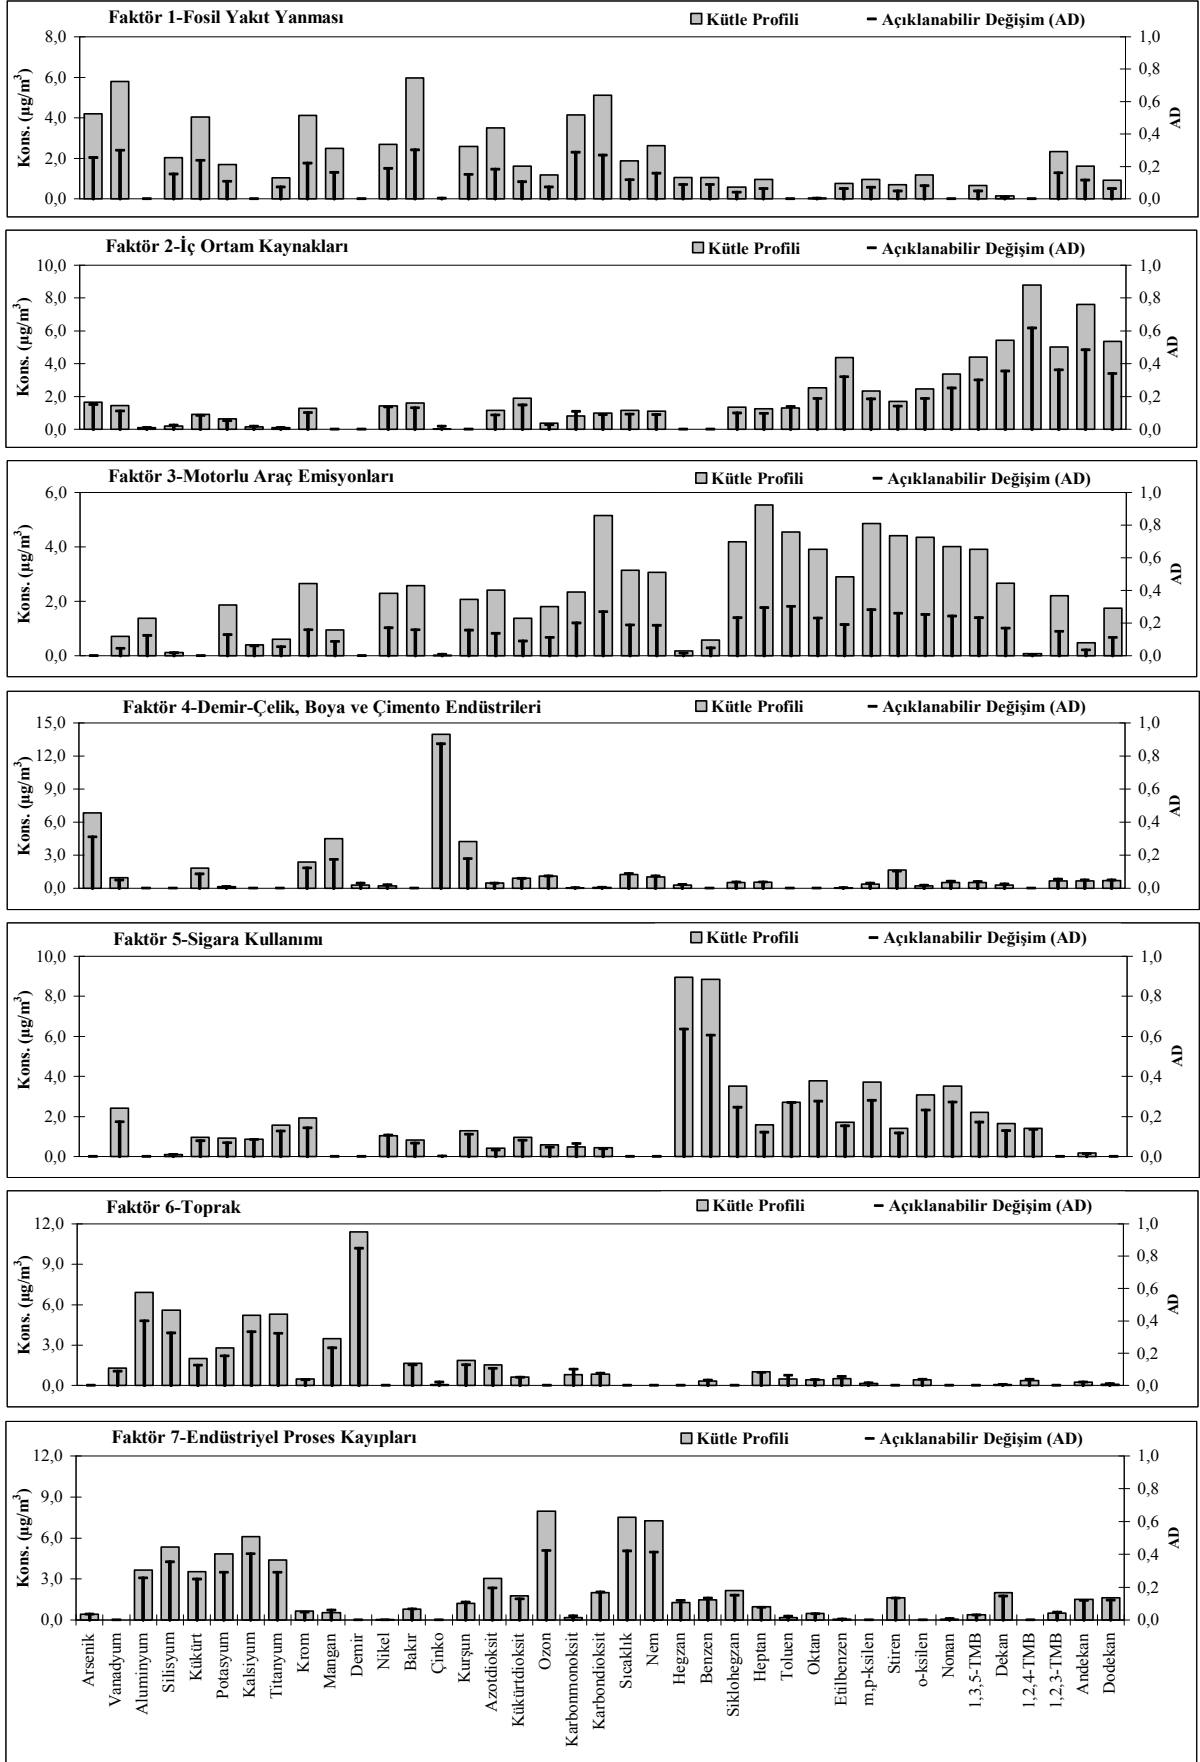 Faktör 1-Fosil Yakıt Yanması
Kütle Profili
Açıklanabilir Değişim (AD)
Kons. (µg/m³)
8,0
6,0
4,0
2,0
0,0
1,0
0,8
0,6
0,4
0,2
0,0
AD
Faktör 2-İç Ortam Kaynakları
Kütle Profili
Açıklanabilir Değişim (AD)
Kons. (µg/m³)
10,0
8,0
6,0
4,0
2,0
0,0
1,0
0,8
0,6
0,4
0,2
0,0
AD
Faktör 3-Motorlu Araç Emisyonları
Kütle Profili
Açıklanabilir Değişim (AD)
Kons. (µg/m³)
6,0
4,0
2,0
0,0
1,0
0,8
0,6
0,4
0,2
0,0
AD
Faktör 4-Demir-Çelik, Boya ve Çimento Endüstrileri
Kütle Profili
Açıklanabilir Değişim (AD)
Kons. (µg/m³)
15,0
12,0
9,0
6,0
3,0
0,0
1,0
0,8
0,6
0,4
0,2
0,0
AD
Faktör 5-Sigara Kullanımı
Kütle Profili
Açıklanabilir Değişim (AD)
Kons. (µg/m³)
10,0
8,0
6,0
4,0
2,0
0,0
1,0
0,8
0,6
0,4
0,2
0,0
AD
Faktör 6-Toprak
Kütle Profili
Açıklanabilir Değişim (AD)
Kons. (µg/m³)
12,0
9,0
6,0
3,0
0,0
1,0
0,8
0,6
0,4
0,2
0,0
AD
Faktör 7-Endüstriyel Proses Kayıpları
Kütle Profili
Açıklanabilir Değişim (AD)
Kons. (µg/m³)
12,0
9,0
6,0
3,0
0,0
1,0
0,8
0,6
0,4
0,2
0,0
AD
Arsenik
Vanadyum
Aluminyum
Silisyum
Kükürt
Potasyum
Kalsiyum
Titanyum
Krom
Mangan
Demir
Nikel
Bakır
Çinko
Kurşun
Azotdioksit
Kükürtdioksit
Ozon
Karbonmonoksit
Karbondioksit
Sıcaklık
Nem
Hegzan
Benzen
Siklohegzan
Heptan
Toluen
Oktan
Etilbenzen
m,p-ksilen
Stiren
o-ksilen
Nonan
1,3,5-TMB
Dekan
1,2,4-TMB
1,2,3-TMB
Andekan
Dodekan